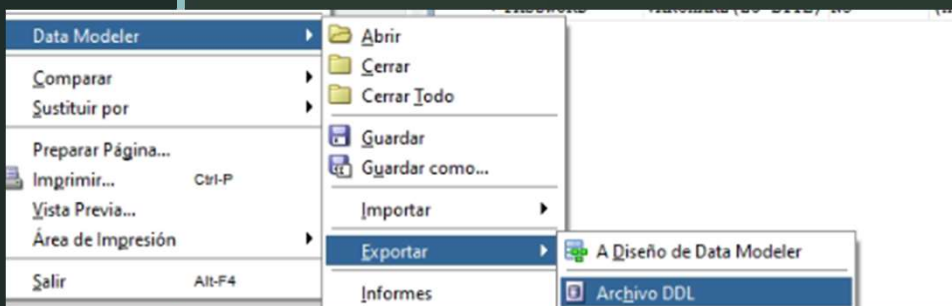 Data Modeler
Comparar
Sustituir por
Preparar Página...
Imprimir... Ctrl-P
Vista Previa...
Área de Impresión
Salir Alt-F4
Abrir
Cerrar
Cerrar Todo
Guardar
Guardar como...
Importar
Exportar
Informes
A Diseño de Data Modeler
Archivo DDL